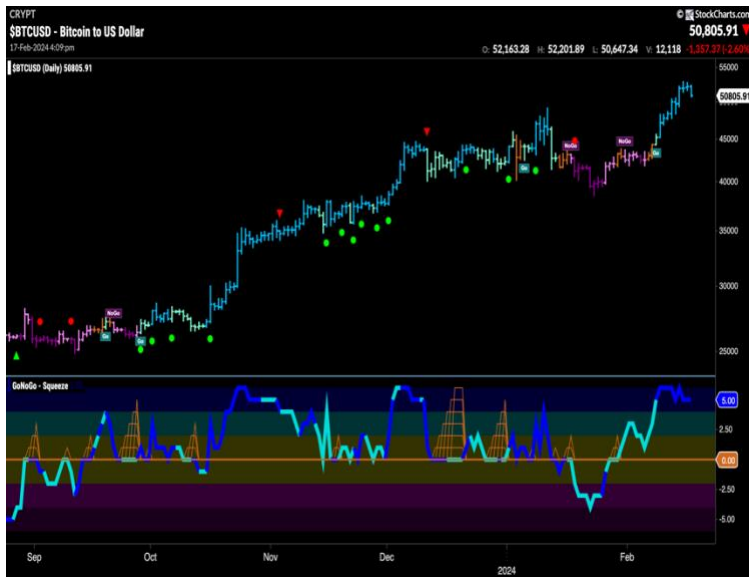 CRYPT
© StockCharts.com
$BTCUSD - Bitcoin to US Dollar
50,805.91
17-Feb-2024 4:09pm
O: 52,163.28 H: 52,201.89 L: 50,647.34 V: 12,118 -1,357.37 (-2.60%)
$BTCUSD (Daily) 50805.91
55000
50805.91
45000
NoGo
NoGo
Go
Go
40000
35000
30000
NoGo
Go
Go
25000
GoNoGo - Squeeze
5.00
2.50
0.00
-2.50
-5.00
Sep
Oct
Nov
Dec
2024
Feb